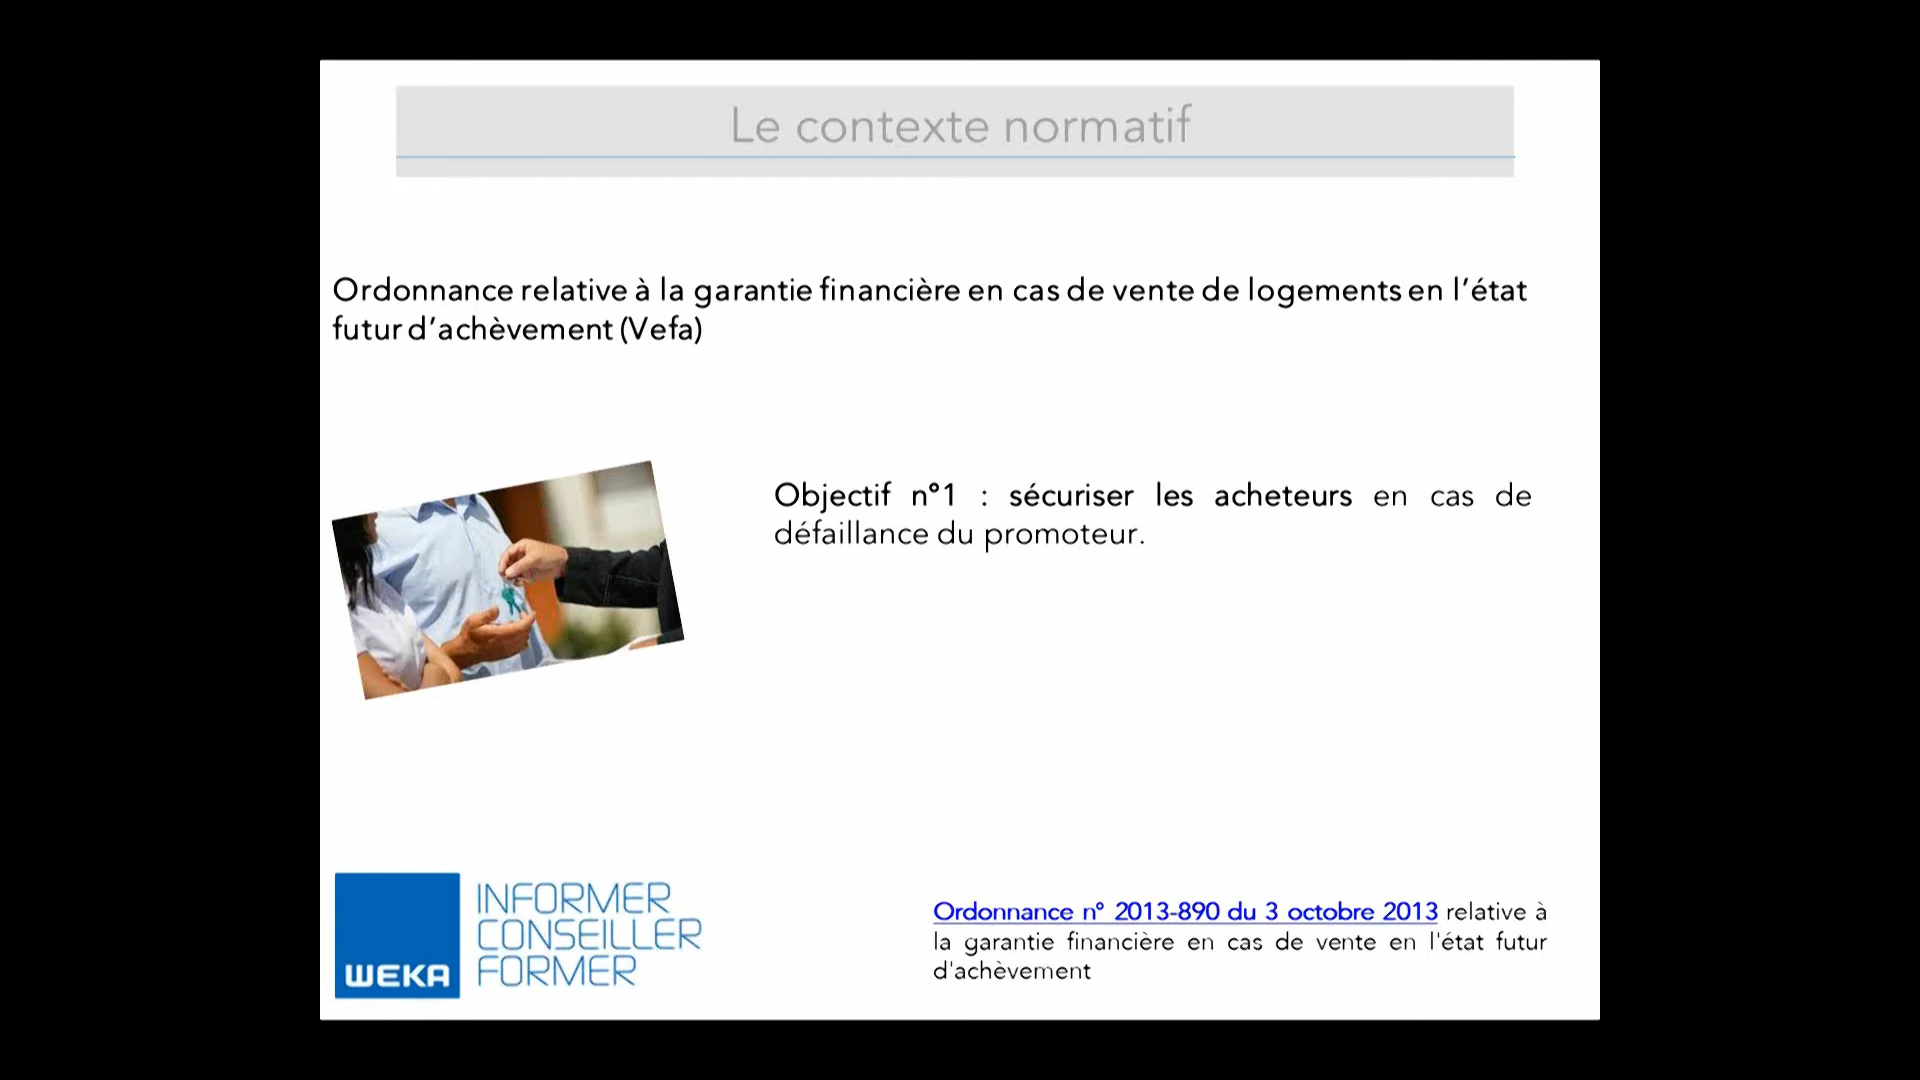 Le contexte normatif
Ordonnance relative à la garantie financière en cas de vente de logements en l’état
futur d’achèvement (Vefa)
Objectif n°1 : sécuriser les acheteurs en cas de
défaillance du promoteur.
WEKA
INFORMER
CONSEILLER
FORMER
Ordonnance n° 2013-890 du 3 octobre 2013 relative à
la garantie financière en cas de vente en l'état futur
d'achèvement